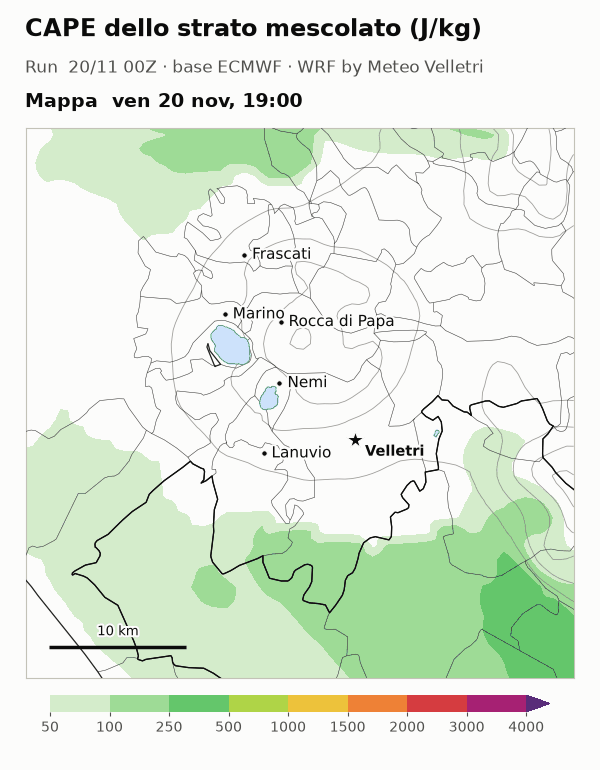 CAPE dello strato mescolato (J/kg)
Run  20/11 00Z · base ECMWF · WRF by Meteo Velletri
Mappa  ven 20 nov, 19:00
Frascati
Marino
Rocca di Papa
Nemi
Velletri
Lanuvio
10 km
50 100 250 500 1000 1500 2000 3000 4000